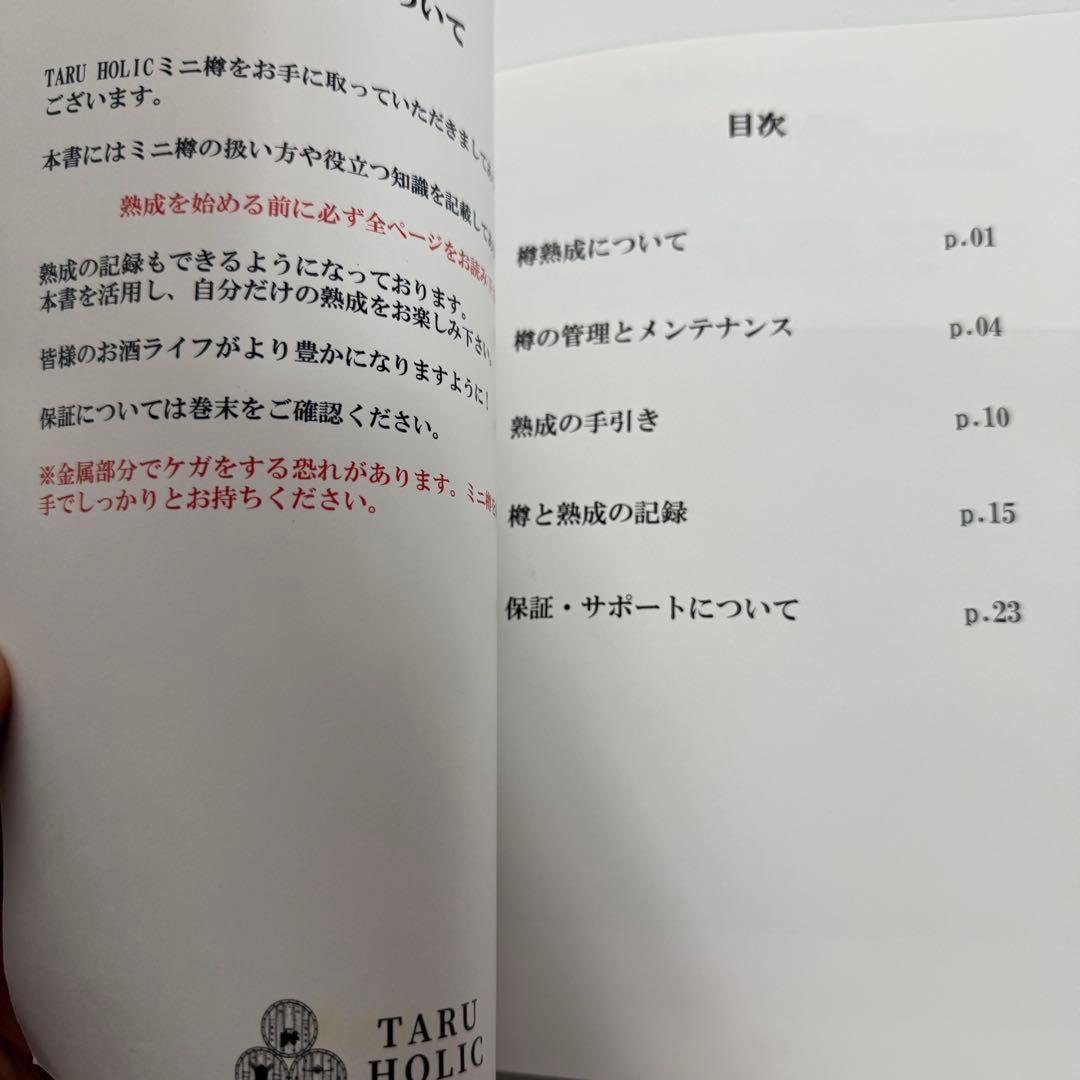 ついて
TARU HOLICミニ樽をお手に取っていただきまして
ございます。
本書にはミニ樽の扱い方や役立つ知識を記載して
熟成を始める前に必ず全ページをお読み
熟成の記録もできるようになっております。
本書を活用し、自分だけの熟成をお楽しみ下さい。
皆様のお酒ライフがより豊かになりますように!
保証については巻末をご確認ください。
※金属部分でケガをする恐れがあります。ミニ樽
手でしっかりとお持ちください。
TARU
HOLIC
目次
樽熟成について p.01
樽の管理とメンテナンス p.04
熟成の手引き p.10
樽と熟成の記録 p.15
保証・サポートについて p.23